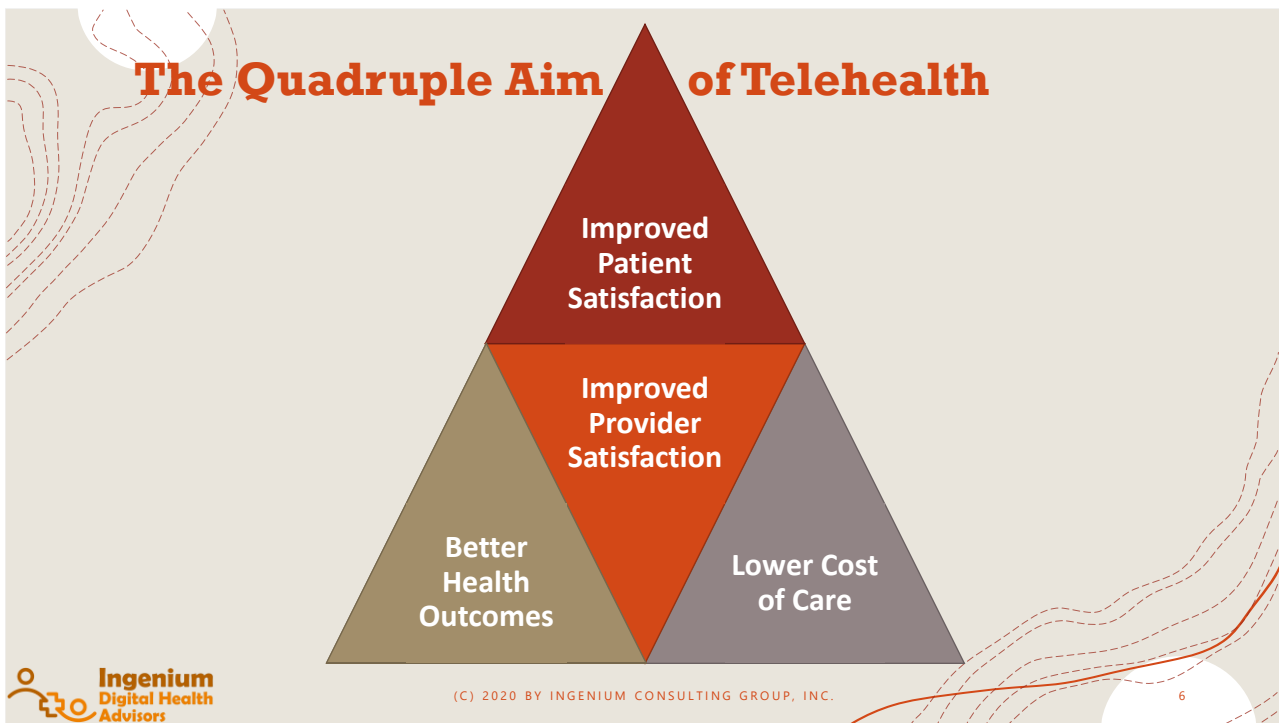 The Quadruple Aim of Telehealth
Improved
Patient
Satisfaction
Improved
Provider
Satisfaction
Better
Health
Outcomes
Lower Cost
of Care
Ingenium
Digital Health
Advisors
(C) 2020 BY INGENIUM CONSULTING GROUP, INC.
6